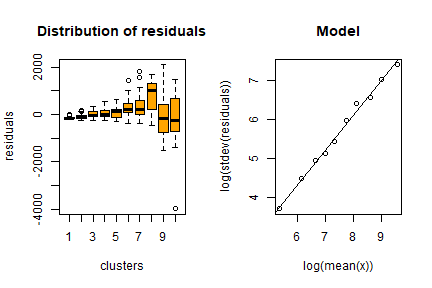 Distribution of residuals
residuals
2000
0
-2000
-4000
1 3 5 7 9
clusters
Model
log(stdev(residuals))
7
6
5
4
6 7 8 9
log(mean(x))